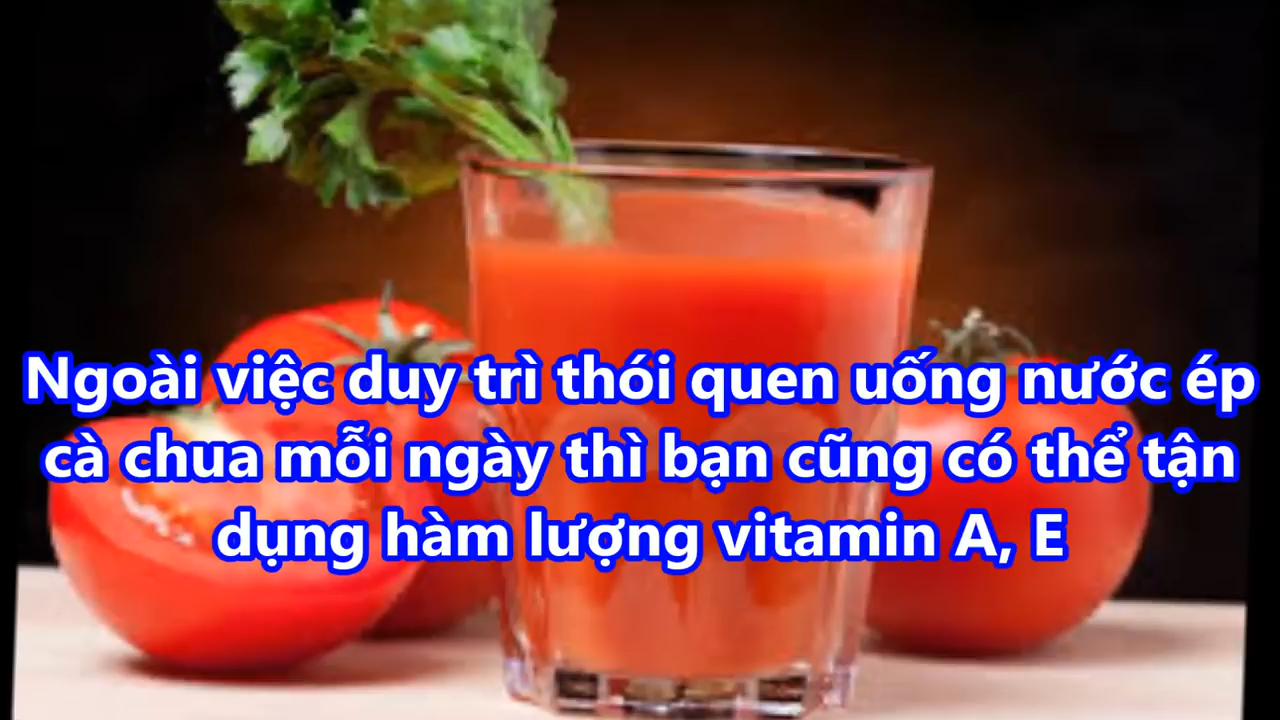 Ngoài việc duy trì thói quen uống nước ép
cà chua mỗi ngày thì bạn cũng có thể tận
dụng hàm lượng vitamin A, E